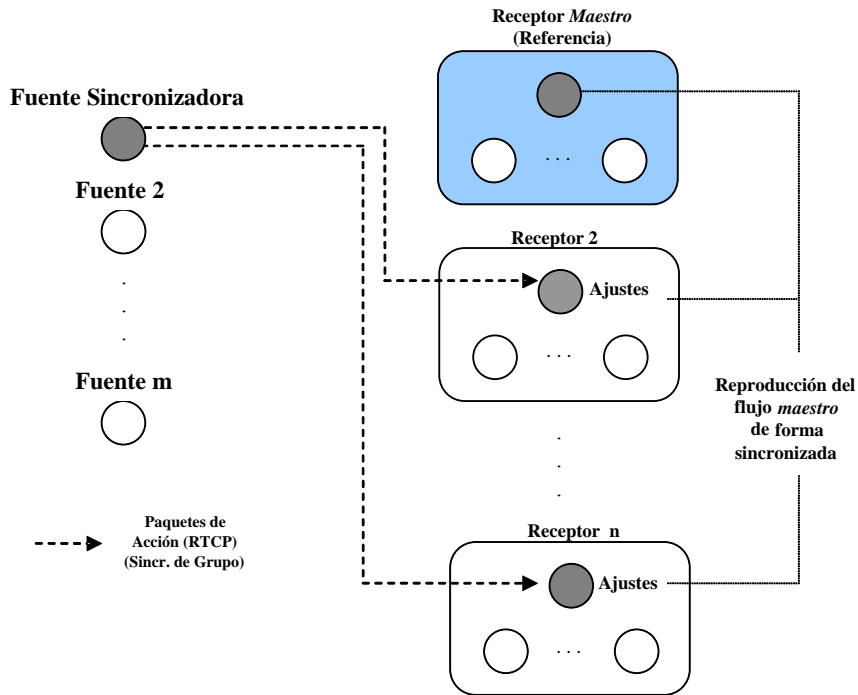 Receptor Maestro
(Referencia)
Fuente Sincronizadora
. . .
Fuente 2
Receptor 2
Ajustes
.
.
.
. . .
Fuente m
Reproducción del
flujo maestro
de forma
sincronizada
.
.
.
Paquetes de
Acción (RTCP)
(Sincr. de Grupo)
Receptor n
Ajustes
. . .